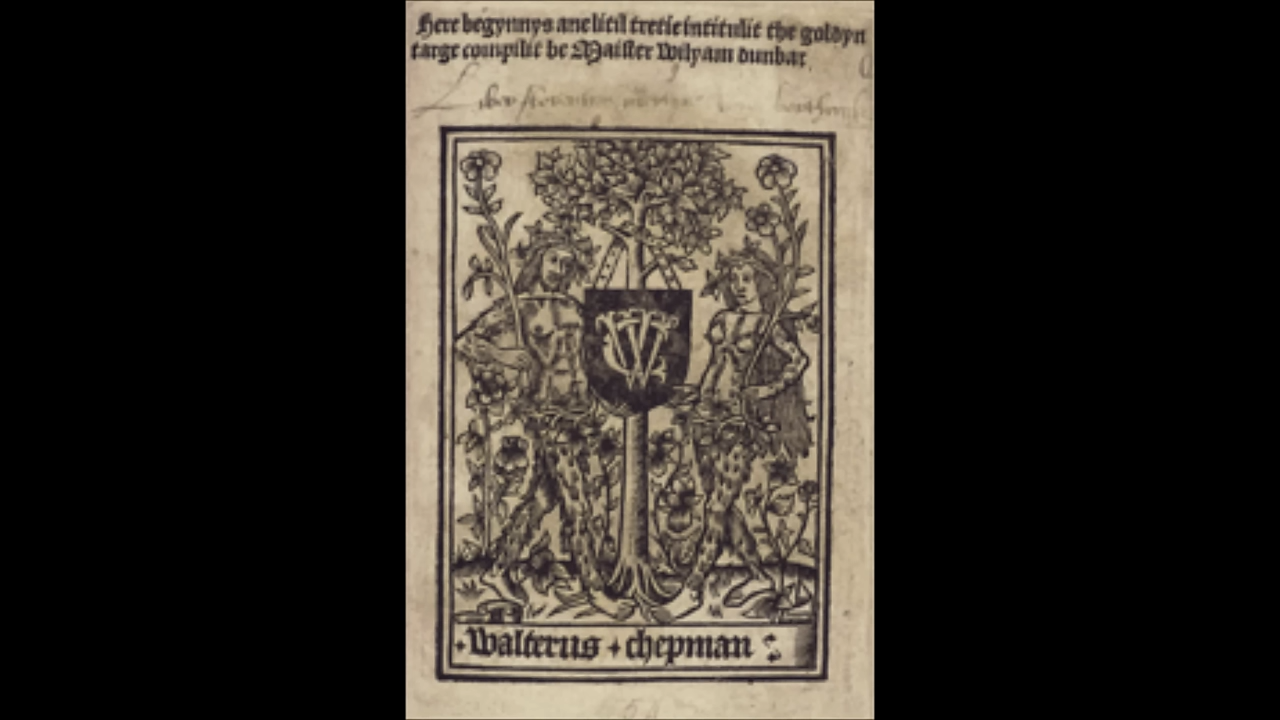 Here begynnys ane litil tretie intitulit the goldyn
targe compilit be Maister Wilyam dunbar
Walterus chepman